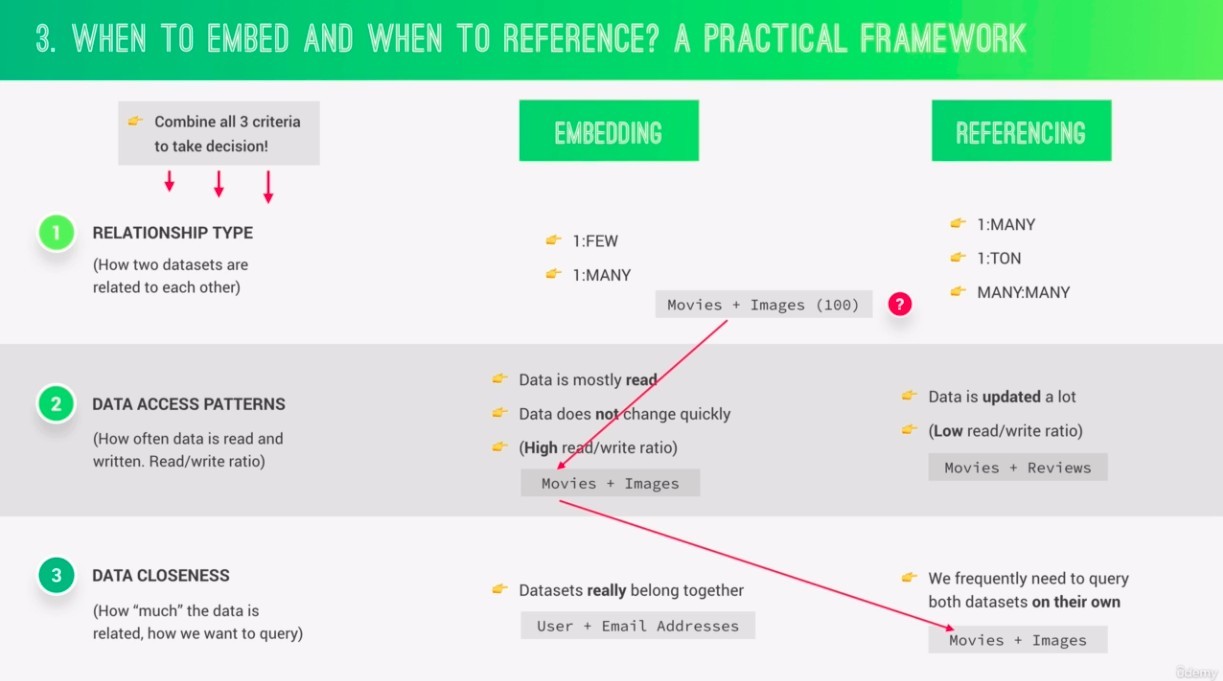 3. WHEN TO EMBED AND WHEN TO REFERENCE? A PRACTICAL FRAMEWORK
Combine all 3 criteria
to take decision!
EMBEDDING
REFERENCING
1
RELATIONSHIP TYPE
(How two datasets are
related to each other)
1:FEW
1:MANY
Movies + Images (100)
?
1:MANY
1:TON
MANY:MANY
2
DATA ACCESS PATTERNS
(How often data is read and
written. Read/write ratio)
Data is mostly read
Data does not change quickly
(High read/write ratio)
Movies + Images
Data is updated a lot
(Low read/write ratio)
Movies + Reviews
3
DATA CLOSENESS
(How “much” the data is
related, how we want to query)
Datasets really belong together
User + Email Addresses
We frequently need to query
both datasets on their own
Movies + Images
ûdemy